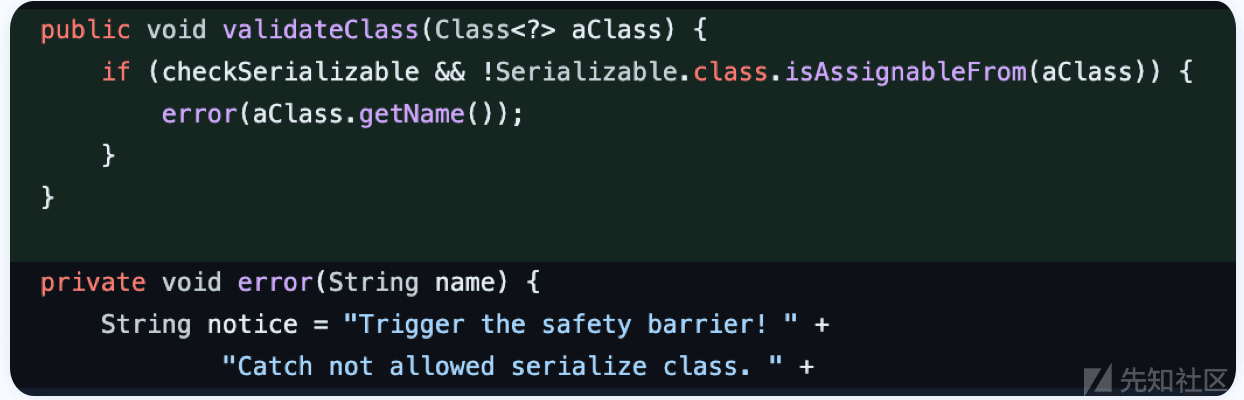 public void validateClass(Class<?> aClass) {
    if (checkSerializable && !Serializable.class.isAssignableFrom(aClass)) {
        error(aClass.getName());
    }
}
private void error(String name) {
    String notice = "Trigger the safety barrier! " +
            "Catch not allowed serialize class. " +
先知社区